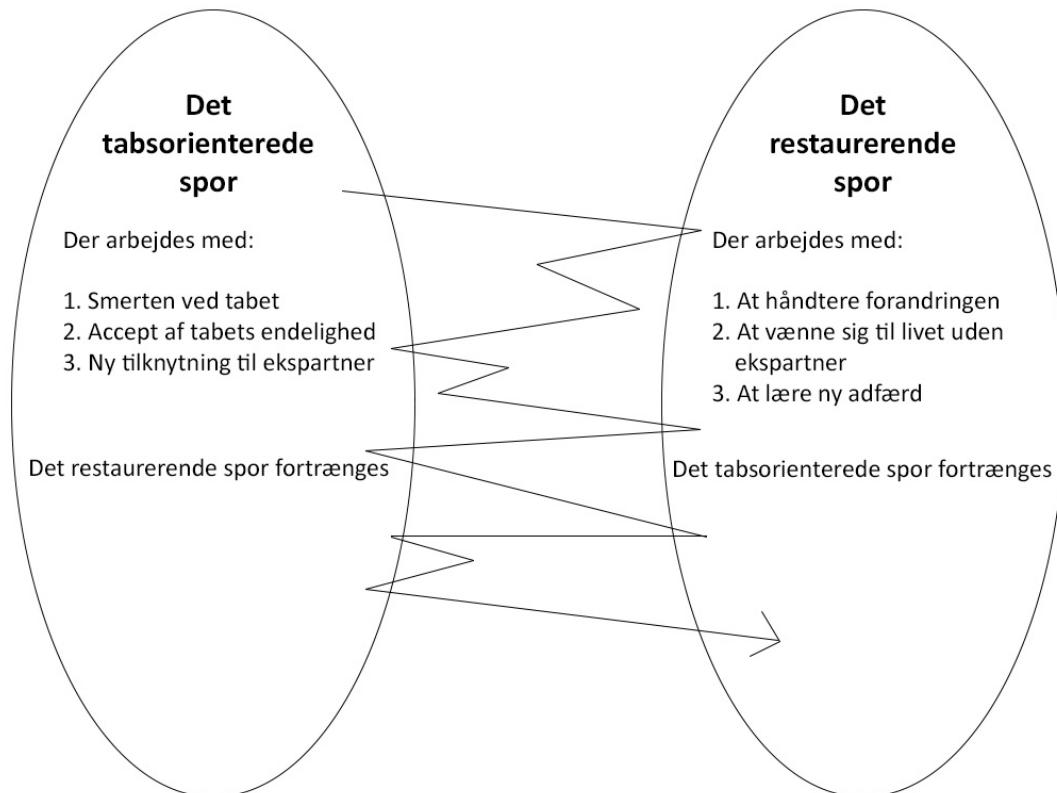 Det
tabsorienterede
spor
Der arbejdes med:
1. Smerten ved tabet
2. Accept af tabets endelighed
3. Ny tilknytning til ekspartner
Det restaurerende spor fortrænges
Det
restaurerende
spor
Der arbejdes med:
1. At håndtere forandringen
2. At vænne sig til livet uden
ekspartner
3. At lære ny adfærd
Det tabsorienterede spor fortrænges